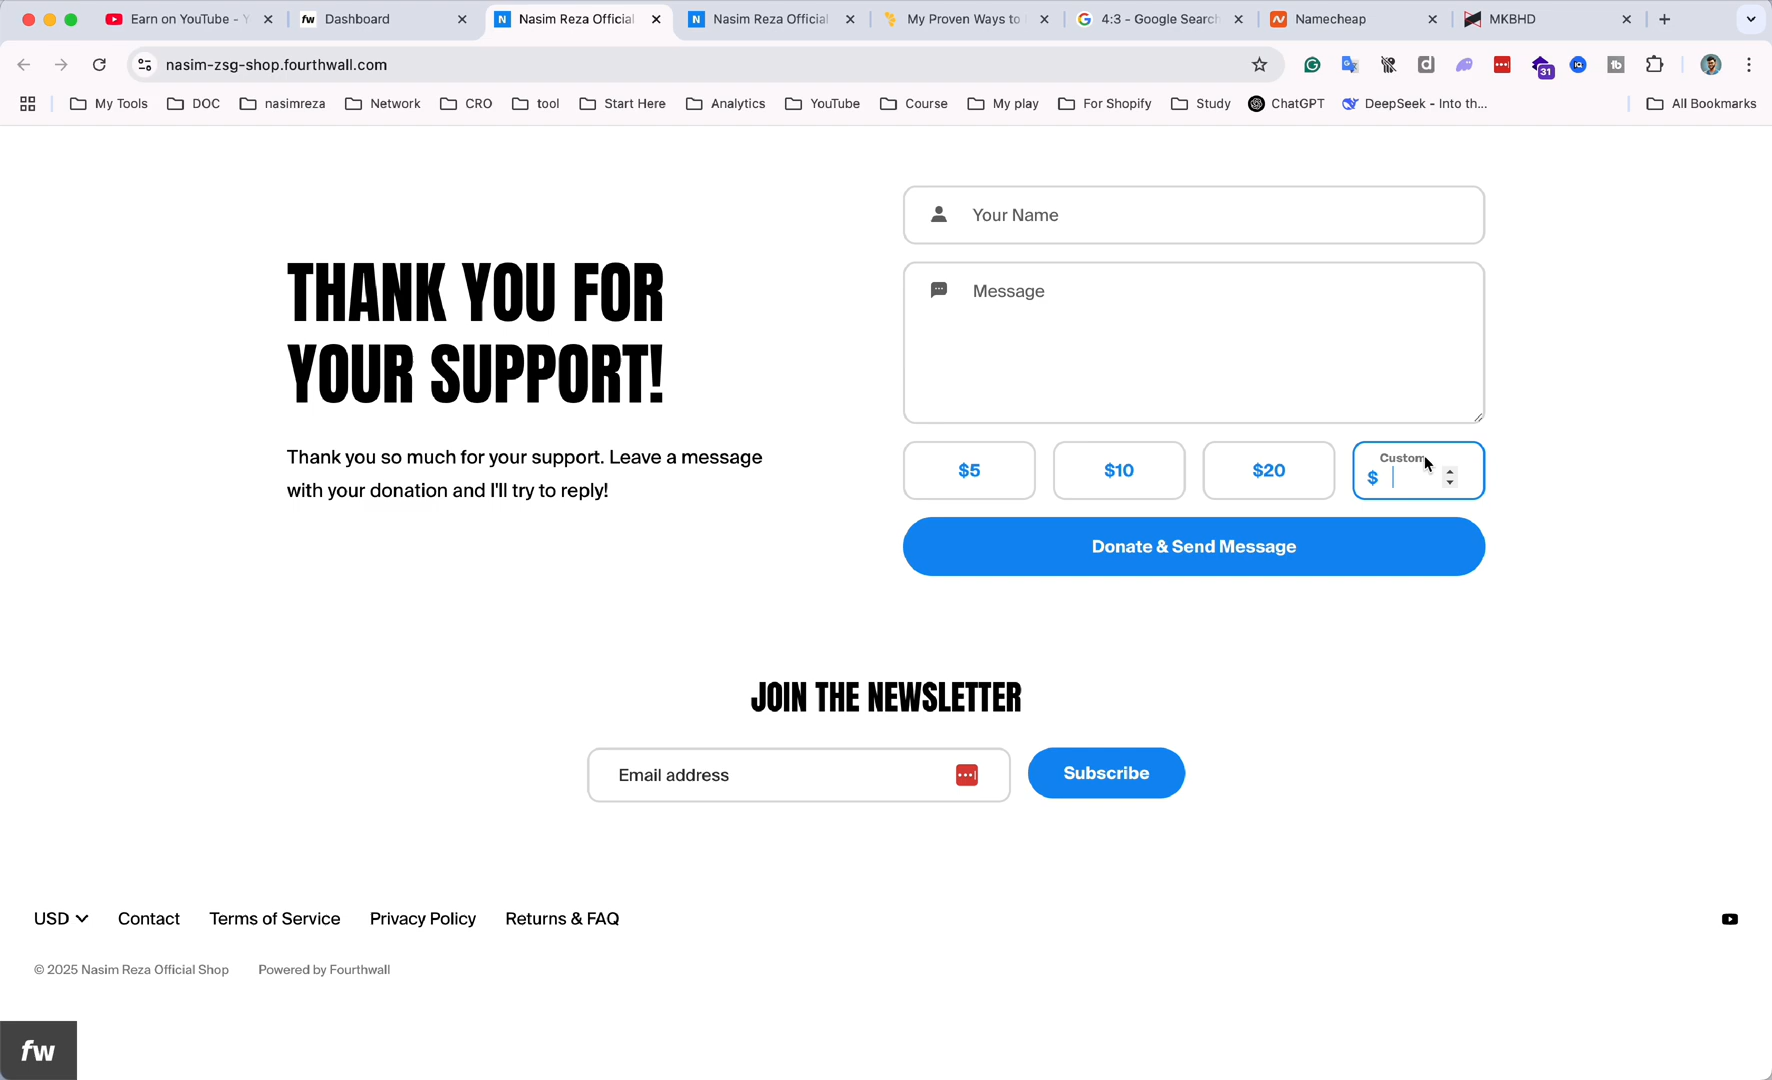 Earn on YouTube - Y
fw Dashboard
N Nasim Reza Official
N Nasim Reza Official
My Proven Ways to
4:3 - Google Search
Namecheap
MKBHD
nasim-zsg-shop.fourthwall.com
31
My Tools
DOC
nasimreza
Network
CRO
tool
Start Here
Analytics
YouTube
Course
My play
For Shopify
Study
ChatGPT
DeepSeek - Into th...
All Bookmarks
THANK YOU FOR
YOUR SUPPORT!
Thank you so much for your support. Leave a message
with your donation and I'll try to reply!
Your Name
Message
$5
$10
$20
Custom
$
Donate & Send Message
JOIN THE NEWSLETTER
Email address
Subscribe
USD
Contact
Terms of Service
Privacy Policy
Returns & FAQ
© 2025 Nasim Reza Official Shop
Powered by Fourthwall
fw